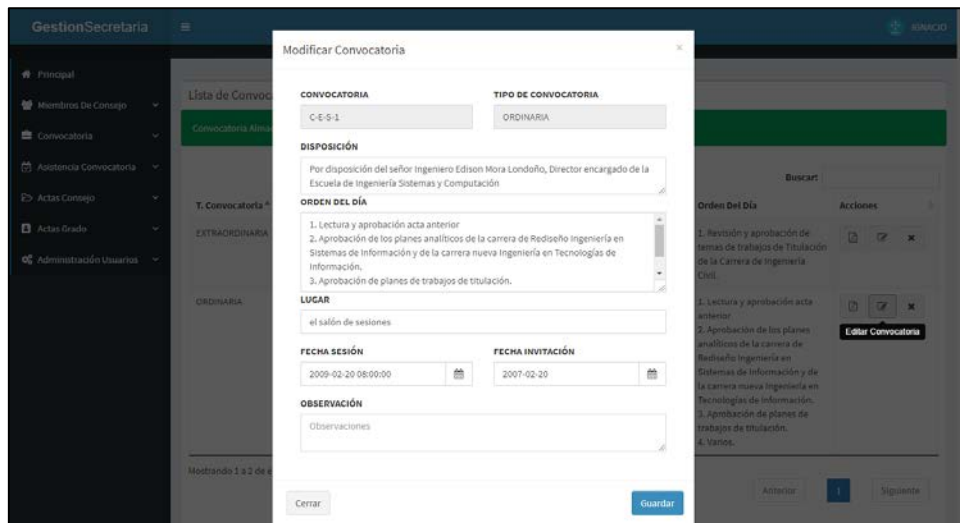 GestionSecretaria
IGNACIO
Principal
Miembros De Consejo
Convocatoria
Asistencia Convocatoria
Actas Consejo
Actas Grado
Administración Usuarios
Lista de Convoc
Convocatoria Alma
Buscar:
T. Convocatoria
Orden Del Día
Acciones
EXTRAORDINARIA
1. Revisión y aprobación de
temas de trabajos de Titulación
de la Carrera de Ingeniería
Civil.
ORDINARIA
1. Lectura y aprobación acta
anterior
2. Aprobación de los planes
analíticos de la carrera de
Rediseño Ingeniería en
Sistemas de Información y de
la carrera nueva Ingeniería en
Tecnologías de Información.
3. Aprobación de planes de
trabajos de titulación.
4. Varios.
Editar Convocatoria
Mostrando 1 a 2 de e
Anterior
1
Siguiente
Modificar Convocatoria
×
CONVOCATORIA
TIPO DE CONVOCATORIA
C-E-S-1
ORDINARIA
DISPOSICIÓN
Por disposición del señor Ingeniero Edison Mora Londoño, Director encargado de la
Escuela de Ingeniería Sistemas y Computación
ORDEN DEL DÍA
1. Lectura y aprobación acta anterior
2. Aprobación de los planes analíticos de la carrera de Rediseño Ingeniería en
Sistemas de Información y de la carrera nueva Ingeniería en Tecnologías de
Información.
3. Aprobación de planes de trabajos de titulación.
LUGAR
el salón de sesiones
FECHA SESIÓN
FECHA INVITACIÓN
2009-02-20 08:00:00
2007-02-20
OBSERVACIÓN
Observaciones
Cerrar
Guardar